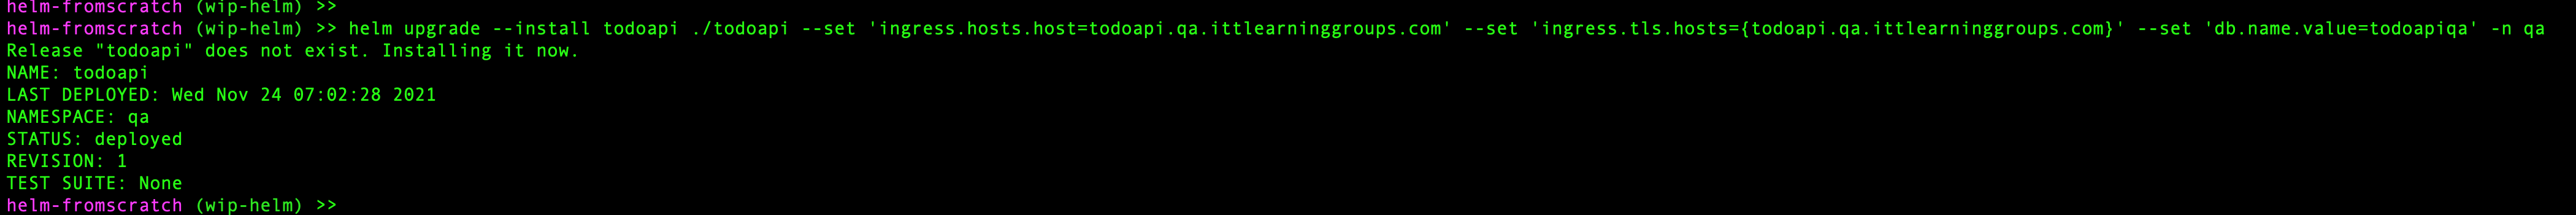 helm-fromscratch (wip-helm) >>
helm-fromscratch (wip-helm) >> helm upgrade --install todoapi ./todoapi --set 'ingress.hosts.host=todoapi.qa.ittlearninggroups.com' --set 'ingress.tls.hosts={todoapi.qa.ittlearninggroups.com}' --set 'db.name.value=todoapiqa' -n qa
Release "todoapi" does not exist. Installing it now.
NAME: todoapi
LAST DEPLOYED: Wed Nov 24 07:02:28 2021
NAMESPACE: qa
STATUS: deployed
REVISION: 1
TEST SUITE: None
helm-fromscratch (wip-helm) >>